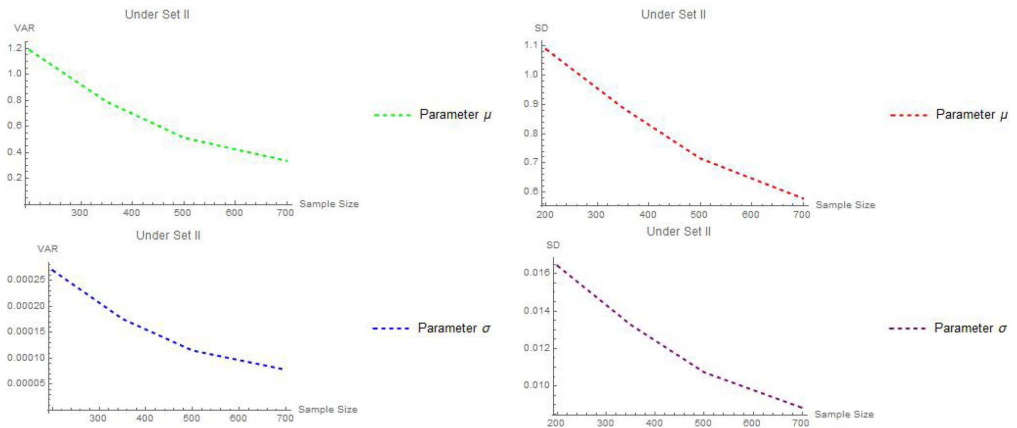 Under Set II
VAR
1.2
1.0
0.8
0.6
0.4
0.2
300 400 500 600 700
Sample Size
Parameter μ
Under Set II
SD
1.1
1.0
0.9
0.8
0.7
0.6
200 300 400 500 600 700
Sample Size
Parameter μ
Under Set II
VAR
0.00025
0.00020
0.00015
0.00010
0.00005
300 400 500 600 700
Sample Size
Parameter σ
Under Set II
SD
0.016
0.014
0.012
0.010
200 300 400 500 600 700
Sample Size
Parameter σ